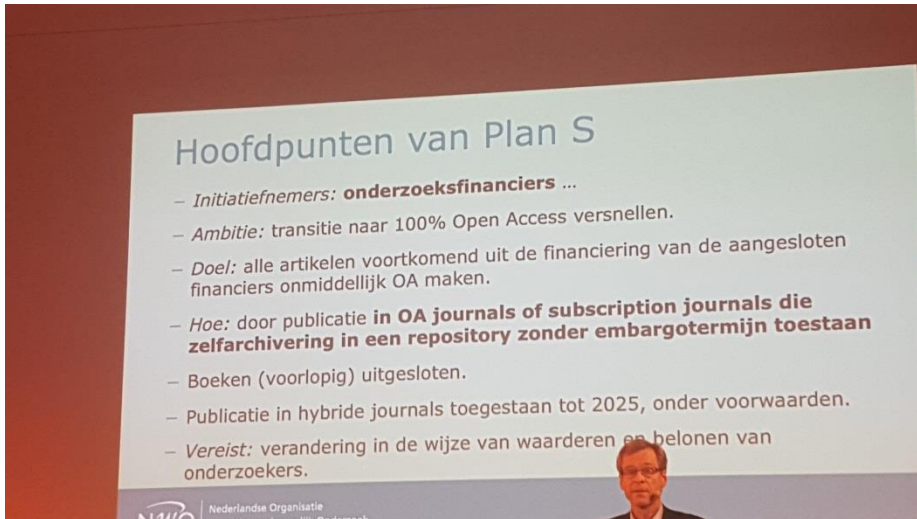 Hoofdpunten van Plan S
– Initiatiefnemers: onderzoeksfinanciers ...
– Ambitie: transitie naar 100% Open Access versnellen.
– Doel: alle artikelen voortkomend uit de financiering van de aangesloten
financiers onmiddellijk OA maken.
– Hoe: door publicatie in OA journals of subscription journals die
zelfarchivering in een repository zonder embargotermijn toestaan
– Boeken (voorlopig) uitgesloten.
– Publicatie in hybride journals toegestaan tot 2025, onder voorwaarden.
– Vereist: verandering in de wijze van waarderen en belonen van
onderzoekers.
Nederlandse Organisatie